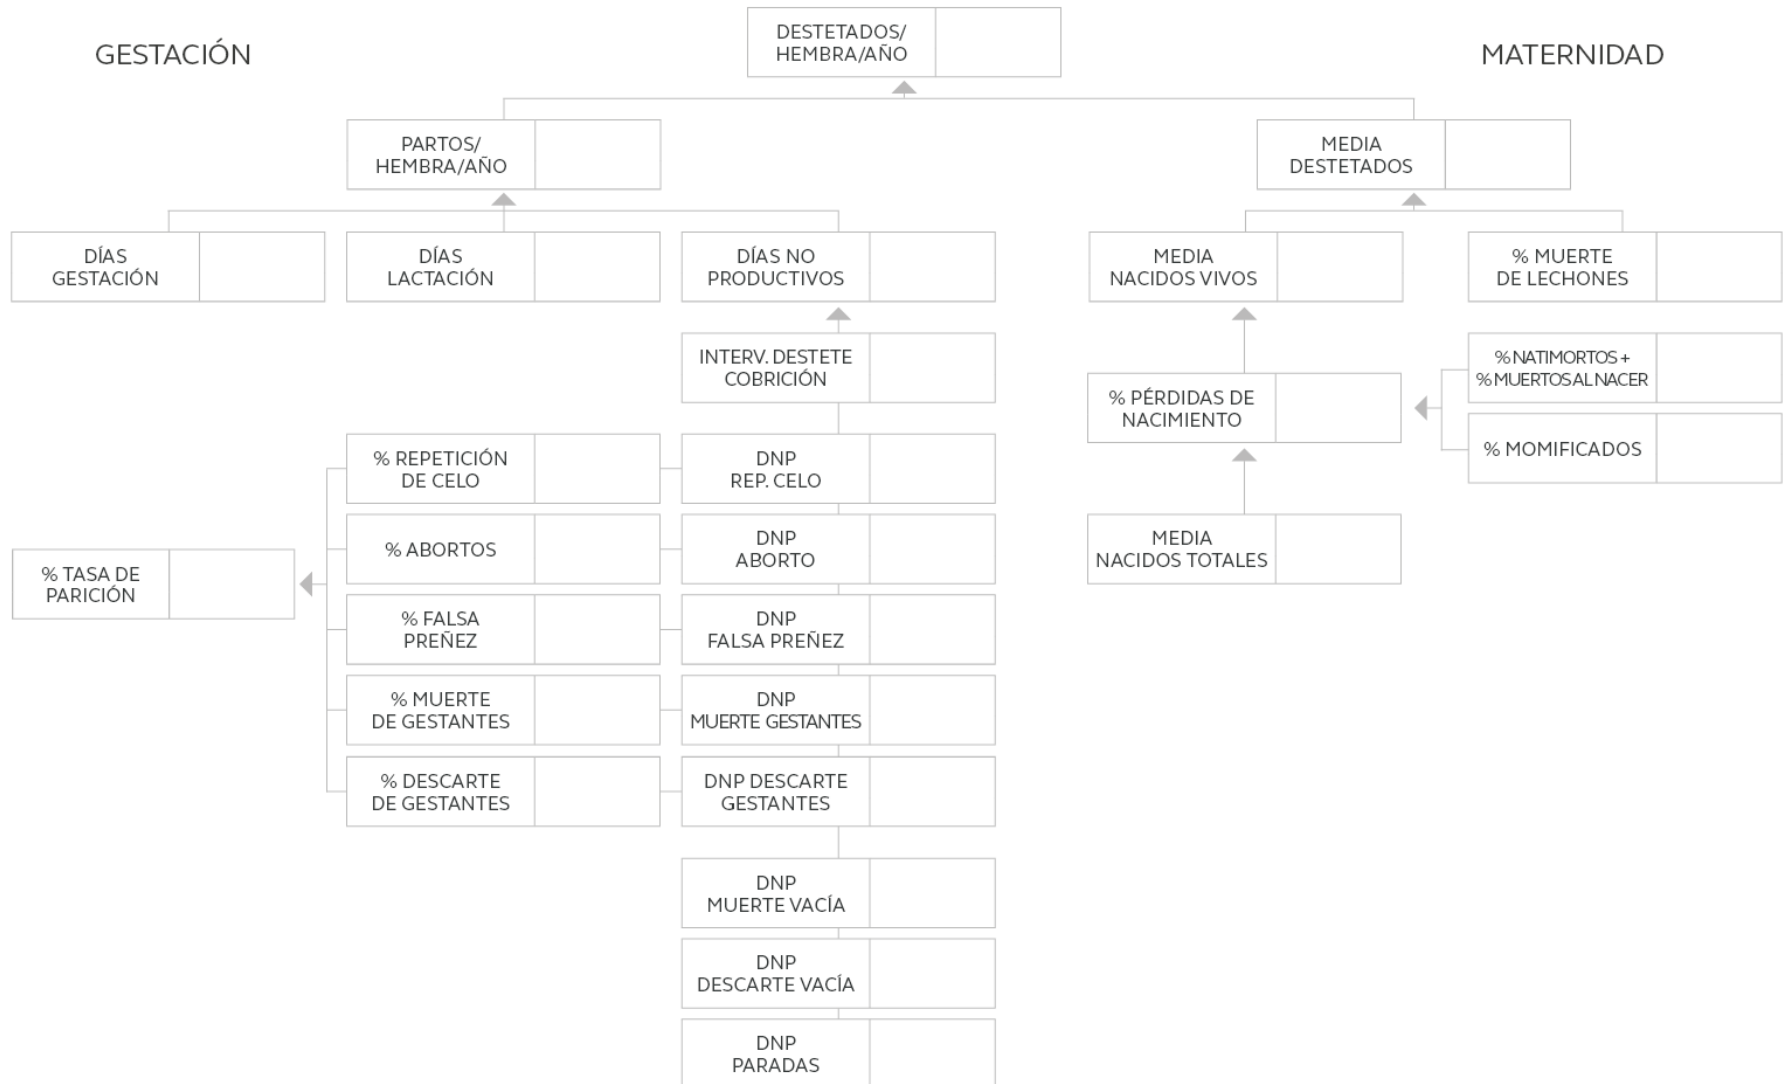 GESTACIÓN
DESTETADOS/
HEMBRA/AÑO
MATERNIDAD
PARTOS/
HEMBRA/AÑO
MEDIA
DESTETADOS
DÍAS
GESTACIÓN
DÍAS
LACTACIÓN
DÍAS NO
PRODUCTIVOS
MEDIA
NACIDOS VIVOS
% MUERTE
DE LECHONES
INTERV. DESTETE
COBRICIÓN
% NATIMORTOS +
% MUERTOS AL NACER
% PÉRDIDAS DE
NACIMIENTO
% MOMIFICADOS
% REPETICIÓN
DE CELO
DNP
REP. CELO
% ABORTOS
DNP
ABORTO
MEDIA
NACIDOS TOTALES
% TASA DE
PARICIÓN
% FALSA
PREÑEZ
DNP
FALSA PREÑEZ
% MUERTE
DE GESTANTES
DNP
MUERTE GESTANTES
% DESCARTE
DE GESTANTES
DNP DESCARTE
GESTANTES
DNP
MUERTE VACÍA
DNP
DESCARTE VACÍA
DNP
PARADAS